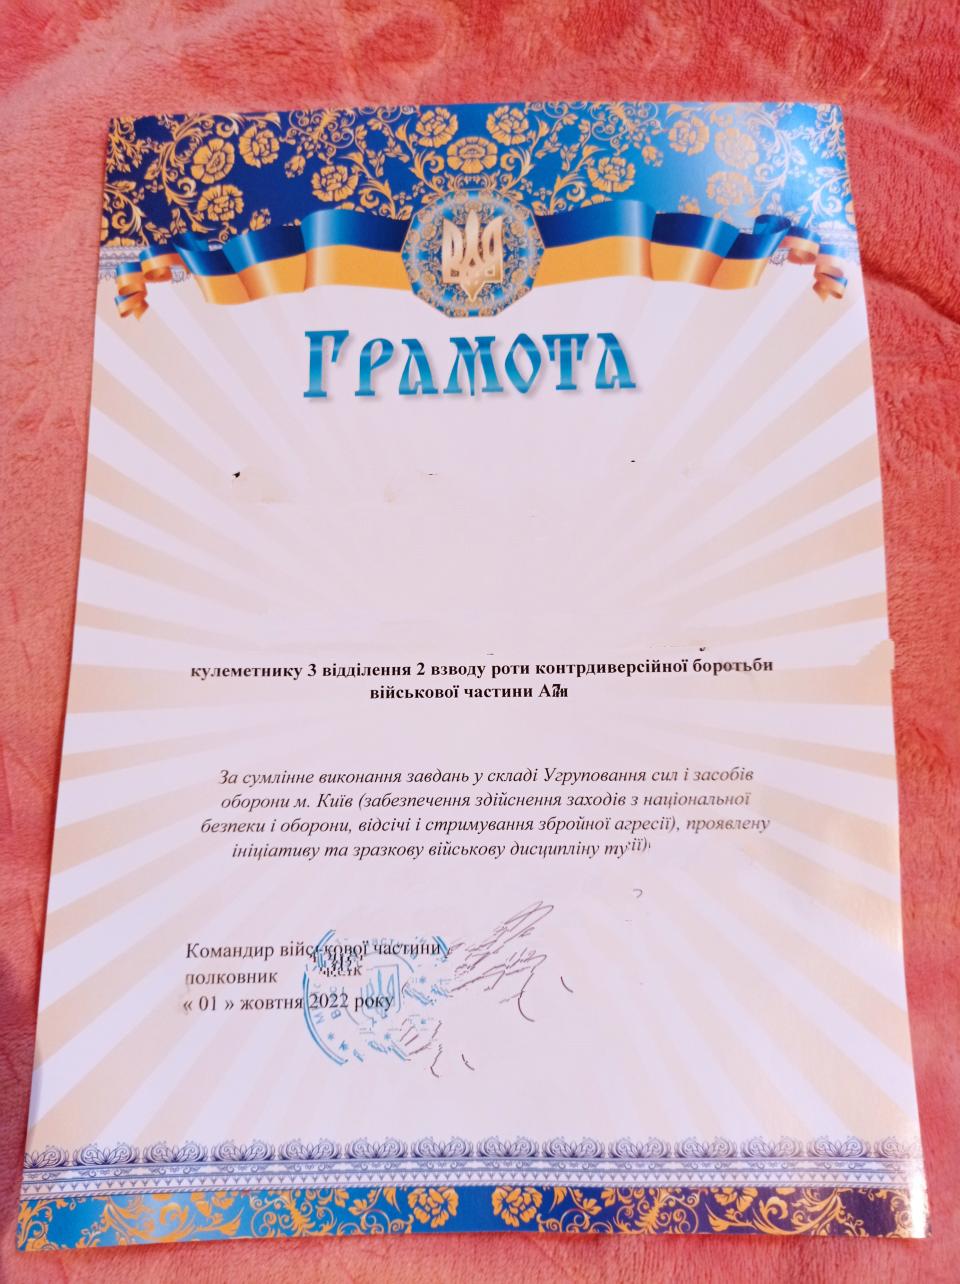 Грамота
кулеметнику 3 відділення 2 взводу роти контрдиверсійної боротьби
військової частини
За сумлінне виконання завдань у складі Угруповання сил і засобів
оборони м. Київ (забезпечення здійснення заходів з національної
безпеки і оборони, відсічі і стримування збройної агресії), проявлену
ініціативу та зразкову військову дисципліну
Командир військової частини
полковник
« 01 » жовтня 2022 року